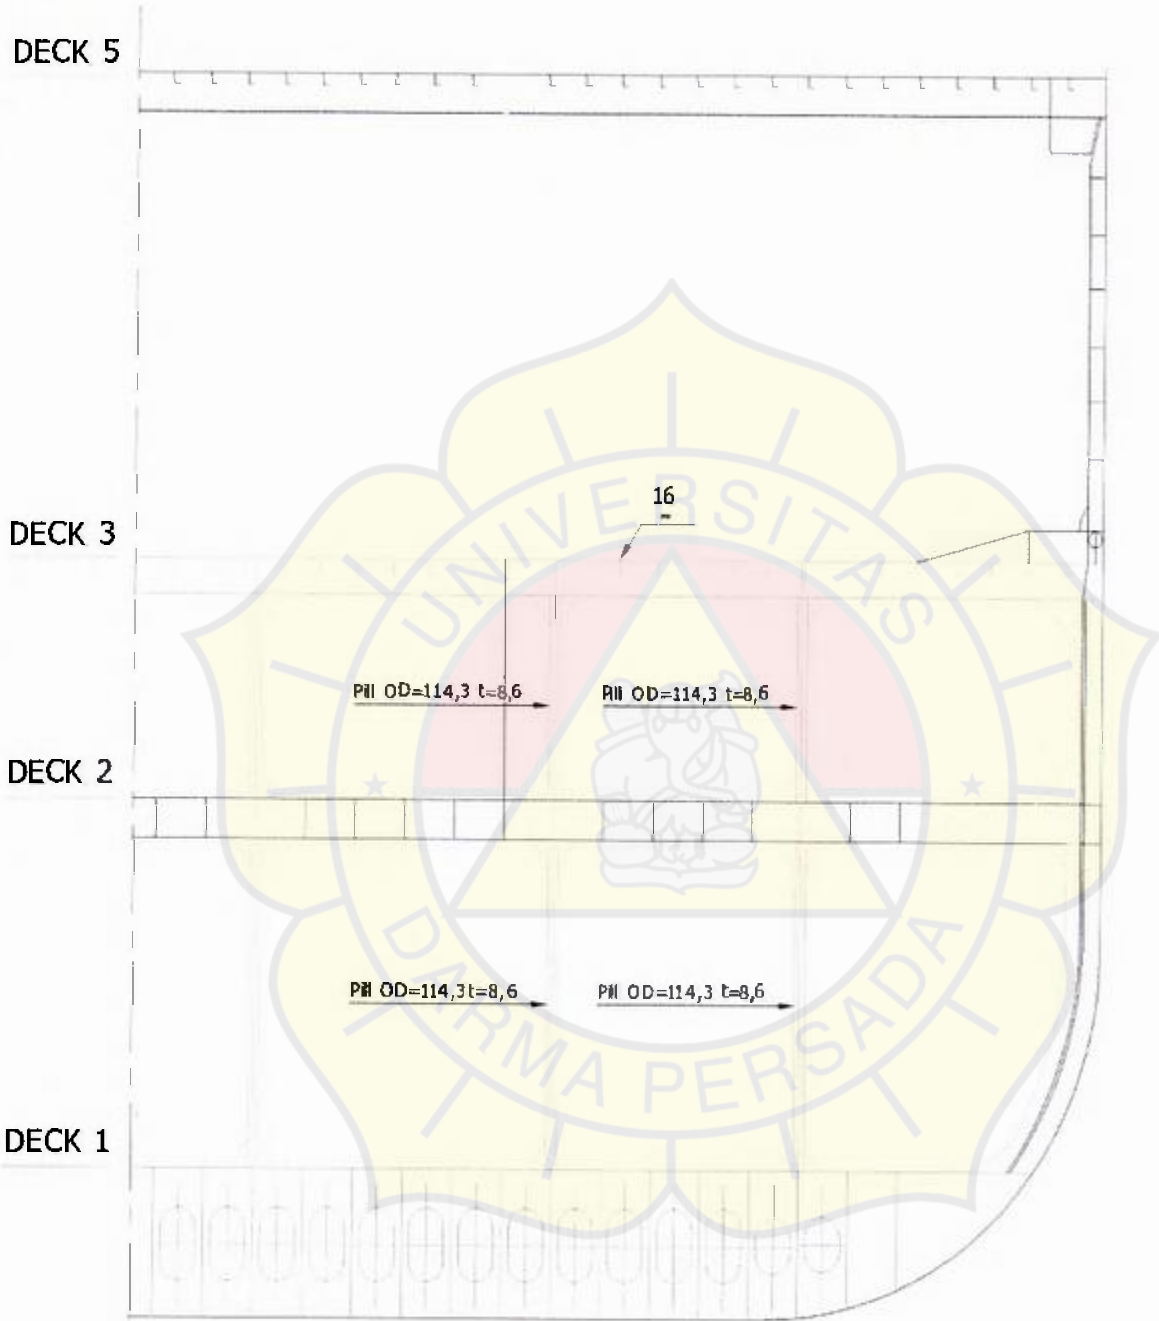 DECK 5
16
DECK 3
Pill OD=114,3 t=8,6
Pill OD=114,3 t=8,6
DECK 2
Pill OD=114,3 t=8,6
Pill OD=114,3 t=8,6
DECK 1
UNIVERSITAS
DARMA PERSADA